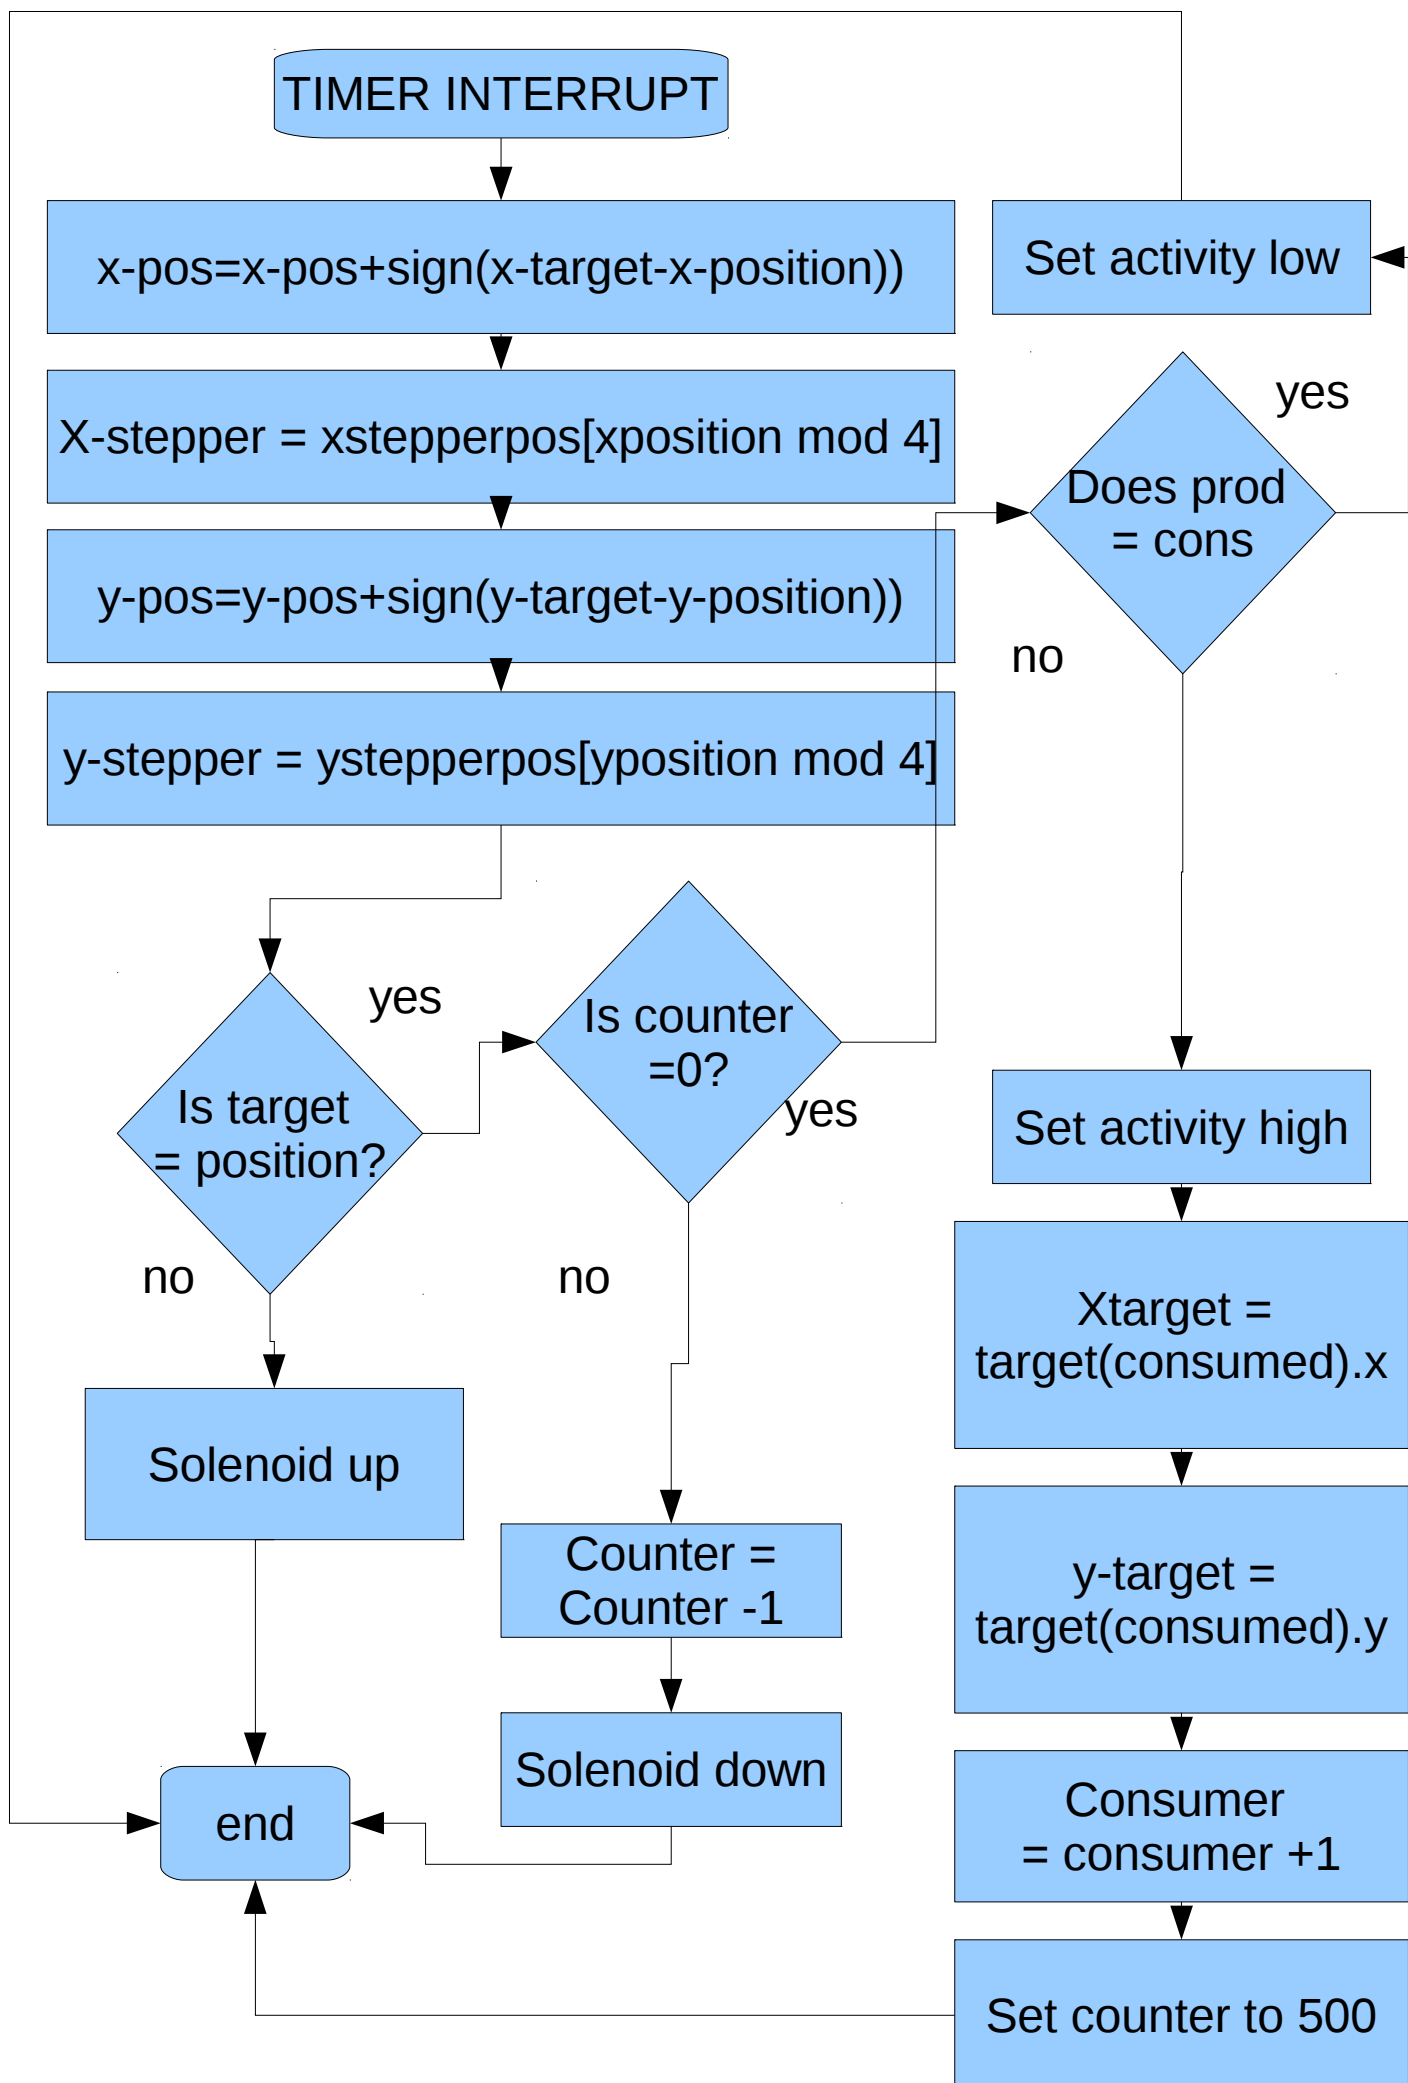 TIMER INTERRUPT
x-pos=x-pos+sign(x-target-x-position))
Set activity low
X-stepper = xstepperpos[xposition mod 4]
yes
Does prod
= cons
y-pos=y-pos+sign(y-target-y-position))
no
y-stepper = ystepperpos[yposition mod 4]
yes
Is counter
=0?
yes
Is target
= position?
Set activity high
no
no
Xtarget =
target(consumed).x
Solenoid up
Counter =
Counter -1
y-target =
target(consumed).y
Solenoid down
end
Consumer
= consumer +1
Set counter to 500